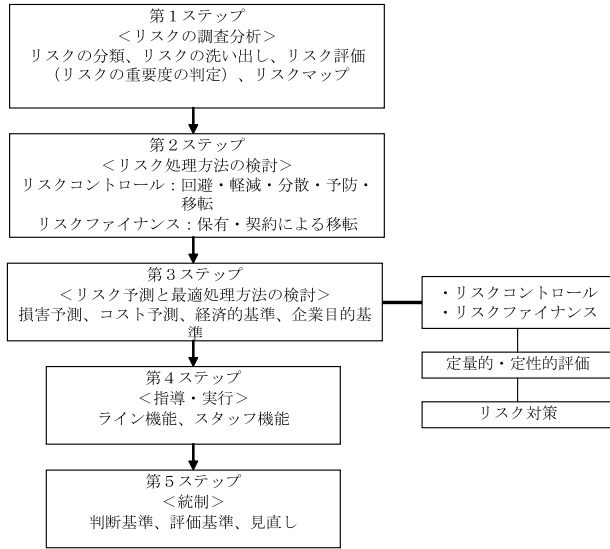 第１ステップ
＜リスクの調査分析＞
リスクの分類、リスクの洗い出し、リスク評価
（リスクの重要度の判定）、リスクマップ
第２ステップ
＜リスク処理方法の検討＞
リスクコントロール：回避・軽減・分散・予防・
移転
リスクファイナンス：保有・契約による移転
第３ステップ
＜リスク予測と最適処理方法の検討＞
損害予測、コスト予測、経済的基準、企業目的基
準
・リスクコントロール
・リスクファイナンス
定量的・定性的評価
リスク対策
第４ステップ
＜指導・実行＞
ライン機能、スタッフ機能
第５ステップ
＜統制＞
判断基準、評価基準、見直し